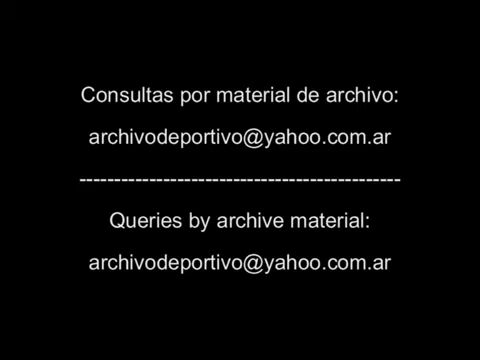 Consultas por material de archivo:
archivodeportivo@yahoo.com.ar
----------------------------------------------
Queries by archive material:
archivodeportivo@yahoo.com.ar